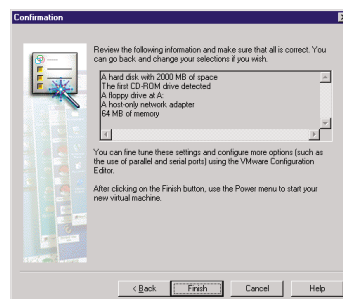 Confirmation
Review the following information and make sure that all is correct. You
can go back and change your selections if you wish.
A hard disk with 2000 MB of space
The first CD-ROM drive detected
A floppy drive at A:
A host-only network adapter
64 MB of memory
You can fine tune these settings and configure more options (such as
the use of parallel and serial ports) using the VMware Configuration
Editor.
After clicking on the Finish button, use the Power menu to start your
new virtual machine.
< Back
Finish
Cancel
Help